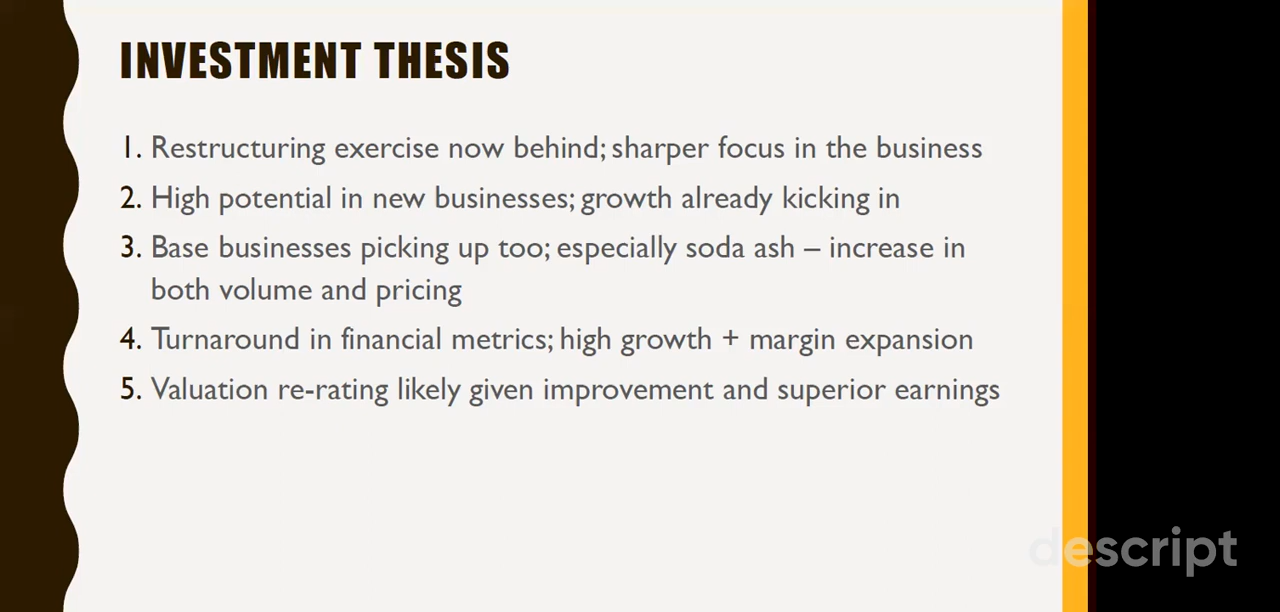 INVESTMENT THESIS
1. Restructuring exercise now behind; sharper focus in the business
2. High potential in new businesses; growth already kicking in
3. Base businesses picking up too; especially soda ash – increase in
both volume and pricing
4. Turnaround in financial metrics; high growth + margin expansion
5. Valuation re-rating likely given improvement and superior earnings
descript